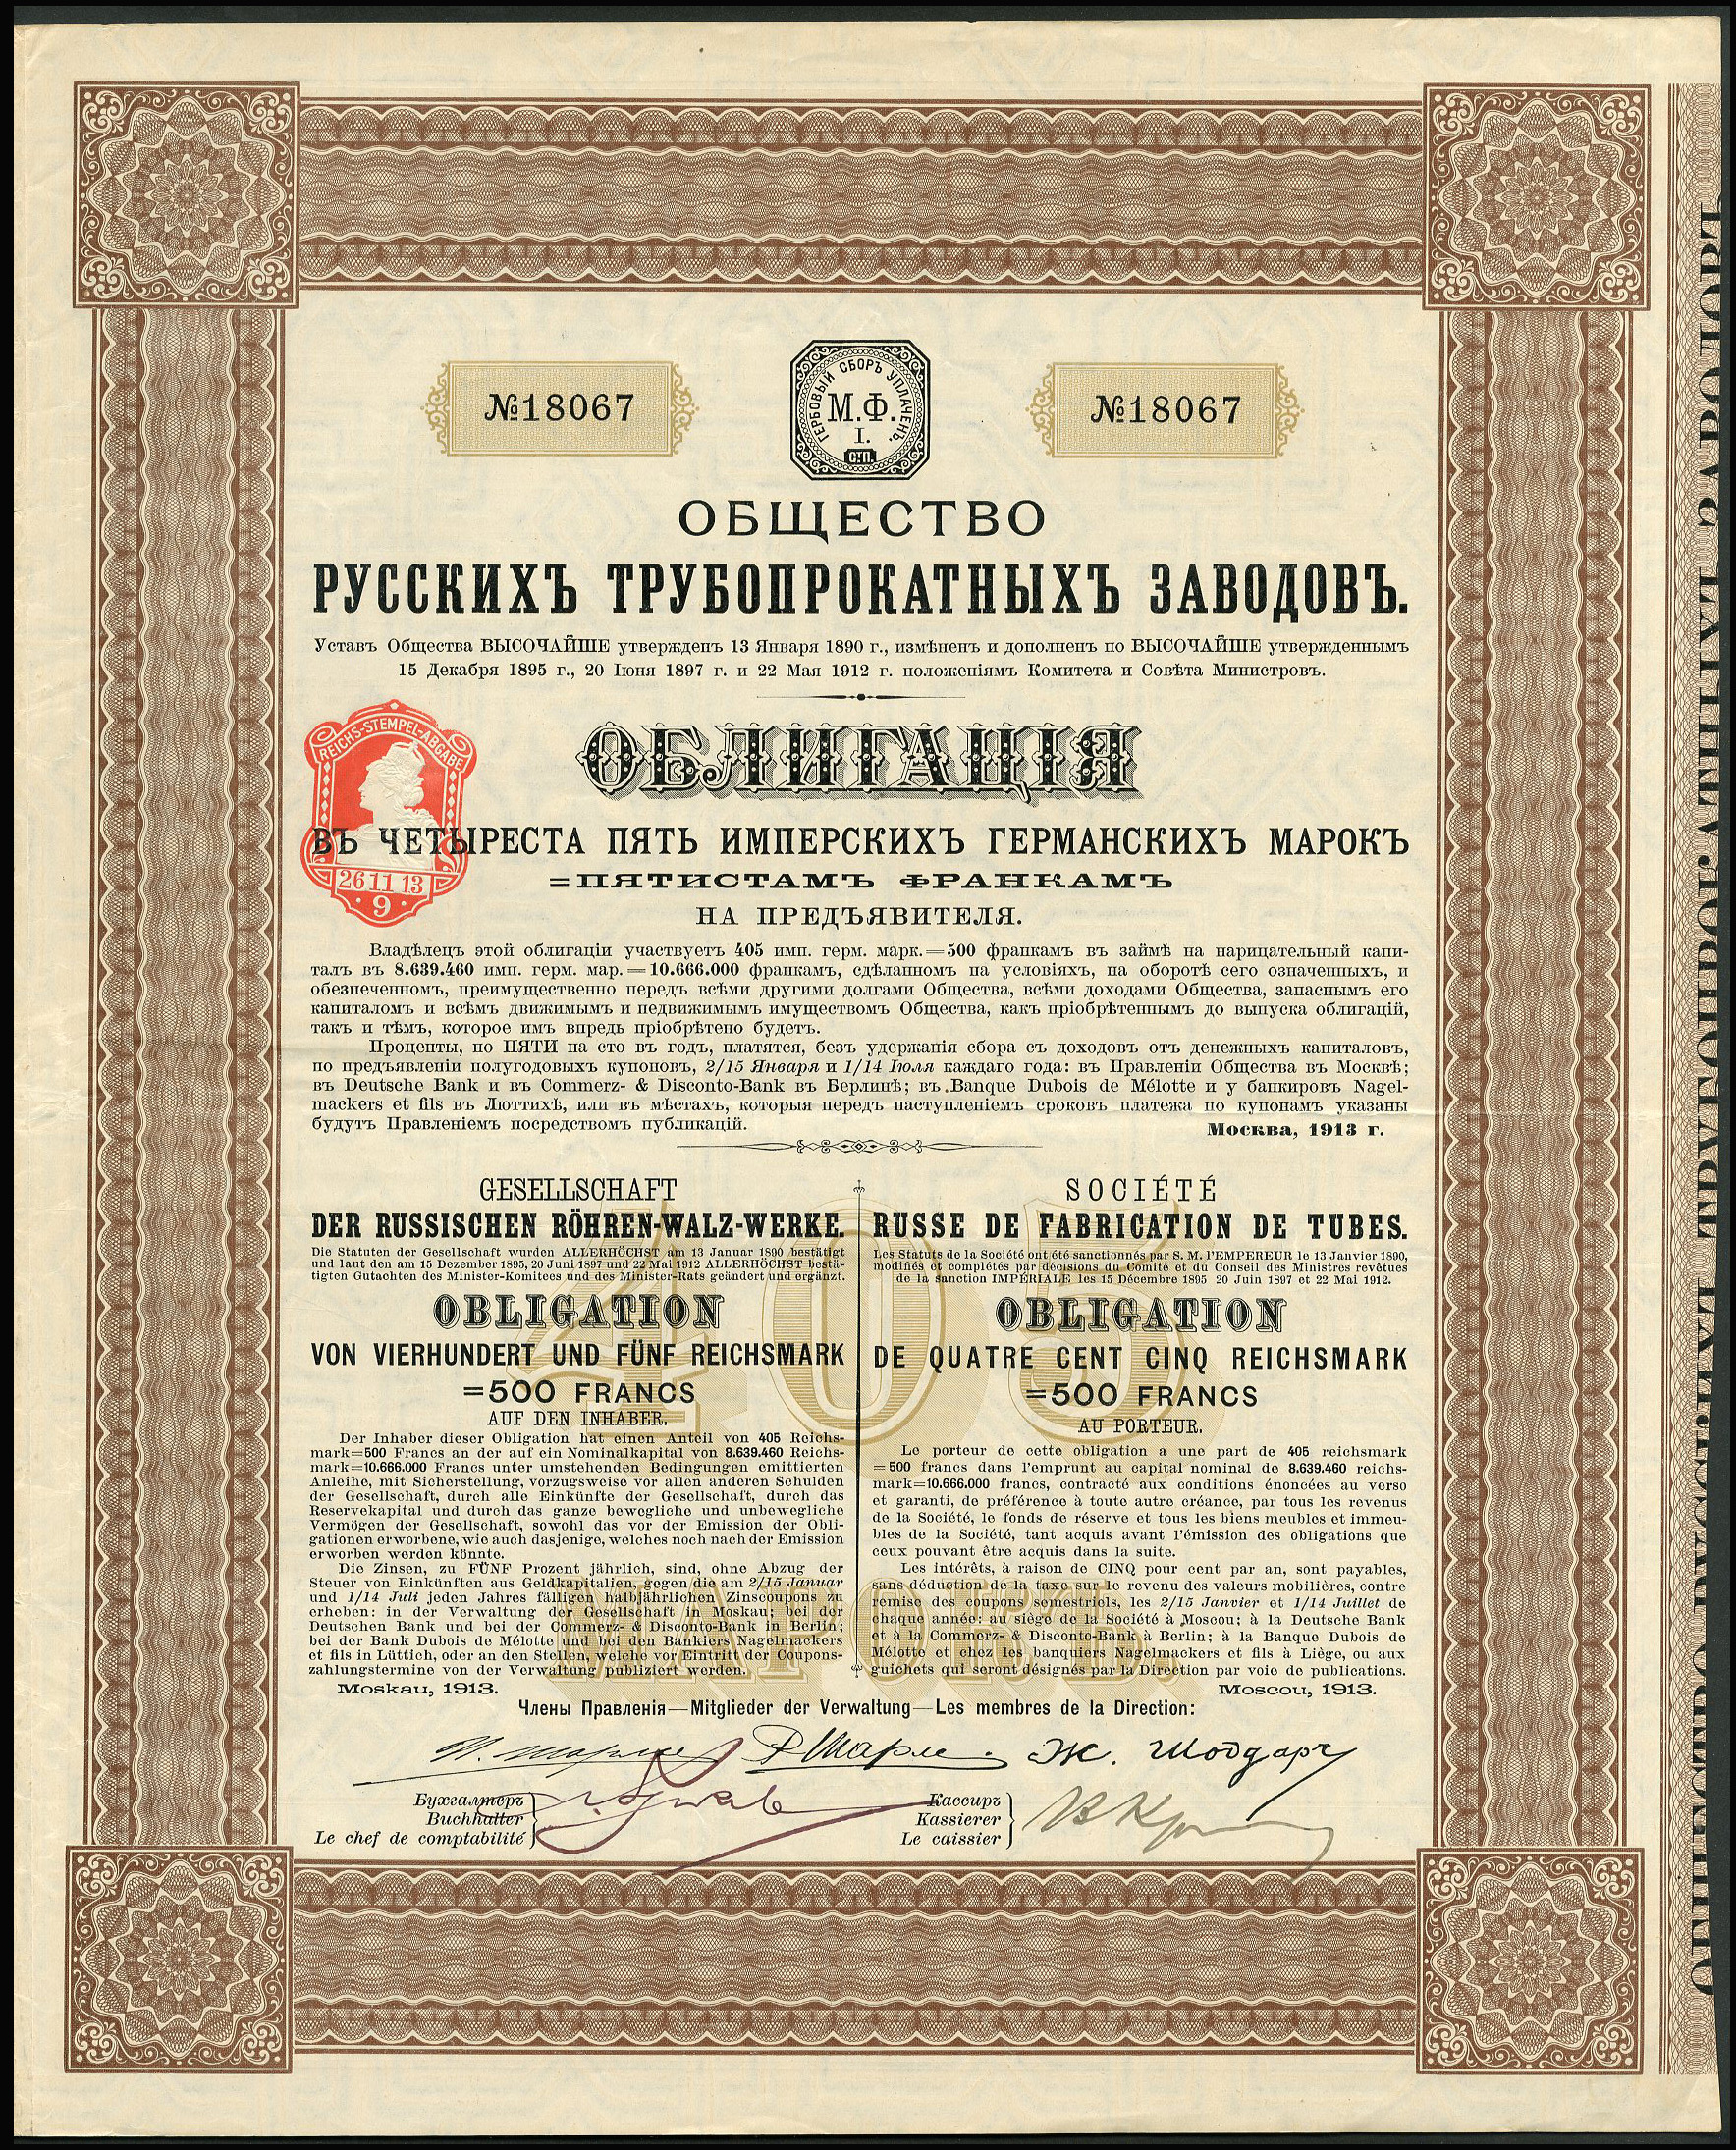 №18067
ГЕРБОВЫЙ СБОРЪ УПЛАЧЕНЪ.
М.Ф.
I.
С.П.
№18067
ОБЩЕСТВО
РУССКИХЪ ТРУБОПРОКАТНЫХЪ ЗАВОДОВЪ.
Уставъ Общества ВЫСОЧАЙШЕ утвержденъ 13 Января 1890 г., измѣненъ и дополненъ по ВЫСОЧАЙШЕ утвержденнымъ
15 Декабря 1895 г., 20 Iюня 1897 г. и 22 Мая 1912 г. положенiямъ Комитета и Совѣта Министровъ.
REICHS-STEMPEL-ABGABE
26 11 13
9
ОБЛИГАЦIЯ
ВЪ ЧЕТЫРЕСТА ПЯТЬ ИМПЕРСКИХЪ ГЕРМАНСКИХЪ МАРОКЪ
=ПЯТИСТАМЪ ФРАНКАМЪ
НА ПРЕДЪЯВИТЕЛЯ.
Владѣлецъ этой облигацiи участвуетъ 405 имп. герм. марк.=500 франкамъ въ займѣ на нарицательный капи-
талъ въ 8.639.460 имп. герм. мар.=10.666.000 франкамъ, сдѣланномъ на условiяхъ, на оборотѣ сего означенныхъ, и
обезпеченномъ, преимущественно передъ всѣми другими долгами Общества, всѣми доходами Общества, запаснымъ его
капиталомъ и всѣмъ движимымъ и недвижимымъ имуществомъ Общества, какъ прiобрѣтеннымъ до выпуска облигацiй,
такъ и тѣмъ, которое имъ впредь прiобрѣтено будетъ.
Проценты, по ПЯТИ на сто въ годъ, платятся, безъ удержанiя сбора съ доходовъ отъ денежныхъ капиталовъ,
по предъявленiи полугодовыхъ купоновъ, 2/15 Января и 1/14 Iюля каждаго года: въ Правленiи Общества въ Москвѣ;
въ Deutsche Bank и въ Commerz- & Disconto-Bank въ Берлинѣ; въ Banque Dubois de Mélotte и у банкировъ Nagel-
mackers et fils въ Люттихѣ, или въ мѣстахъ, которыя передъ наступленiемъ сроковъ платежа по купонамъ указаны
будутъ Правленiемъ посредствомъ публикацiй.
Москва, 1913 г.
405
МАРОКЪ.
GESELLSCHAFT
DER RUSSISCHEN RÖHREN-WALZ-WERKE.
Die Statuten der Gesellschaft wurden ALLERHÖCHST am 13 Januar 1890 bestätigt
und laut den am 15 Dezember 1895, 20 Juni 1897 und 22 Mai 1912 ALLERHÖCHST bestä-
tigten Gutachten des Minister-Komitees und des Minister-Rats geändert und ergänzt.
OBLIGATION
VON VIERHUNDERT UND FÜNF REICHSMARK
=500 FRANCS
AUF DEN INHABER.
Der Inhaber dieser Obligation hat einen Anteil von 405 Reichs-
mark=500 Francs an der auf ein Nominalkapital von 8.639.460 Reichs-
mark=10.666.000 Francs unter umstehenden Bedingungen emittierten
Anleihe, mit Sicherstellung, vorzugsweise vor allen anderen Schulden
der Gesellschaft, durch alle Einkünfte der Gesellschaft, durch das
Reservekapital und durch das ganze bewegliche und unbewegliche
Vermögen der Gesellschaft, sowohl das vor der Emission der Obli-
gationen erworbene, wie auch dasjenige, welches noch nach der Emission
erworben werden könnte.
Die Zinsen, zu FÜNF Prozent jährlich, sind, ohne Abzug der
Steuer von Einkünften aus Geldkapitalien, gegen die am 2/15 Januar
und 1/14 Juli jeden Jahres fälligen halbjährlichen Zinscoupons zu
erheben: in der Verwaltung der Gesellschaft in Moskau; bei der
Deutschen Bank und bei der Commerz- & Disconto-Bank in Berlin;
bei der Bank Dubois de Mélotte und bei den Bankiers Nagelmackers
et fils in Lüttich, oder an den Stellen, welche vor Eintritt der Coupons-
zahlungstermine von der Verwaltung publiziert werden.
Moskau, 1913.
SOCIÉTÉ
RUSSE DE FABRICATION DE TUBES.
Les Statuts de la Société ont été sanctionnés par S. M. l'EMPEREUR le 13 Janvier 1890,
modifiés et complétés par décisions du Comité et du Conseil des Ministres revêtues
de la sanction IMPÉRIALE les 15 Décembre 1895 20 Juin 1897 et 22 Mai 1912.
OBLIGATION
DE QUATRE CENT CINQ REICHSMARK
=500 FRANCS
AU PORTEUR.
Le porteur de cette obligation a une part de 405 reichsmark
=500 francs dans l'emprunt au capital nominal de 8.639.460 reichs-
mark=10.666.000 francs, contracté aux conditions énoncées au verso
et garanti, de préférence à toute autre créance, par tous les revenus
de la Société, le fonds de réserve et tous les biens meubles et immeu-
bles de la Société, tant acquis avant l'émission des obligations que
ceux pouvant être acquis dans la suite.
Les intérêts, à raison de CINQ pour cent par an, sont payables,
sans déduction de la taxe sur le revenu des valeurs mobilières, contre
remise des coupons semestriels, les 2/15 Janvier et 1/14 Juillet de
chaque année: au siège de la Société à Moscou; à la Deutsche Bank
et à la Commerz- & Disconto-Bank à Berlin; à la Banque Dubois de
Mélotte et chez les banquiers Nagelmackers et fils à Liège, ou aux
guichets qui seront désignés par la Direction par voie de publications.
Moscou, 1913.
Члены Правленiя—Mitglieder der Verwaltung—Les membres de la Direction:
Р. Шарле. Ж. Шодуаръ
Бухгалтеръ
Buchhalter
Le chef de comptabilité
Кассиръ
Kassierer
Le caissier
ОБЩЕСТВО РУССКИХЪ ТРУБОПРОКАТНЫХЪ ЗАВОДОВЪ